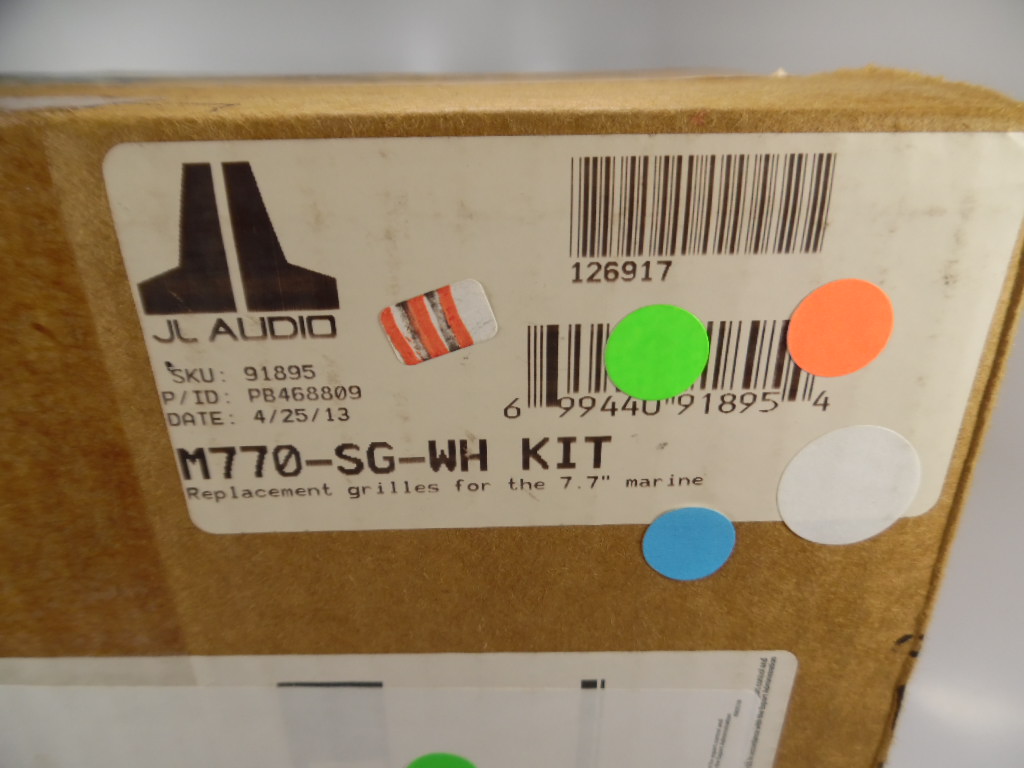 JL AUDIO
SKU: 91895
P/ID: PB468809
DATE: 4/25/13
126917
6 99440 91895 4
M770-SG-WH KIT
Replacement grilles for the 7.7" marine